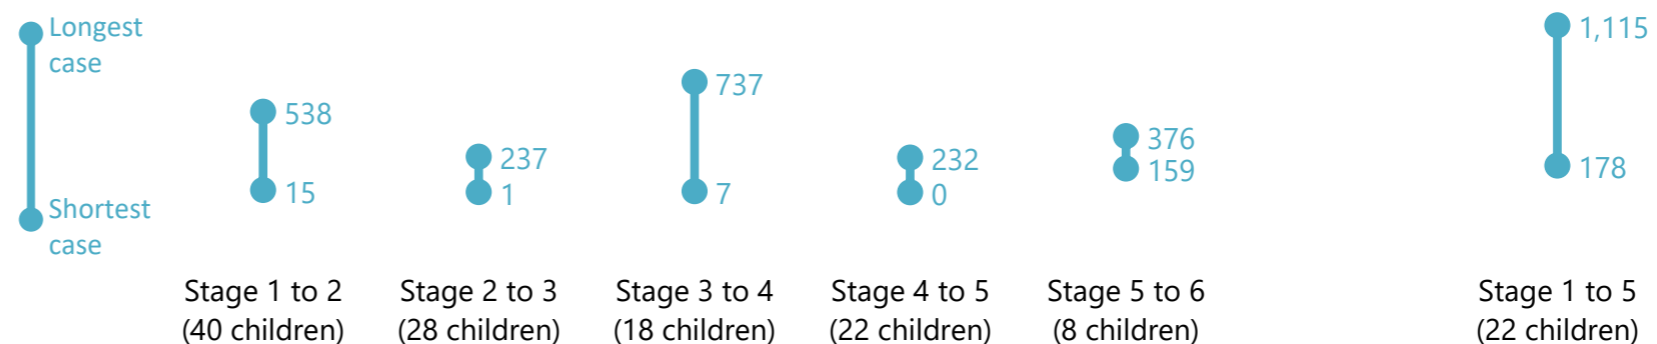 Longest
case
Shortest
case
538
15
237
1
737
7
232
0
376
159
1,115
178
Stage 1 to 2
(40 children)
Stage 2 to 3
(28 children)
Stage 3 to 4
(18 children)
Stage 4 to 5
(22 children)
Stage 5 to 6
(8 children)
Stage 1 to 5
(22 children)